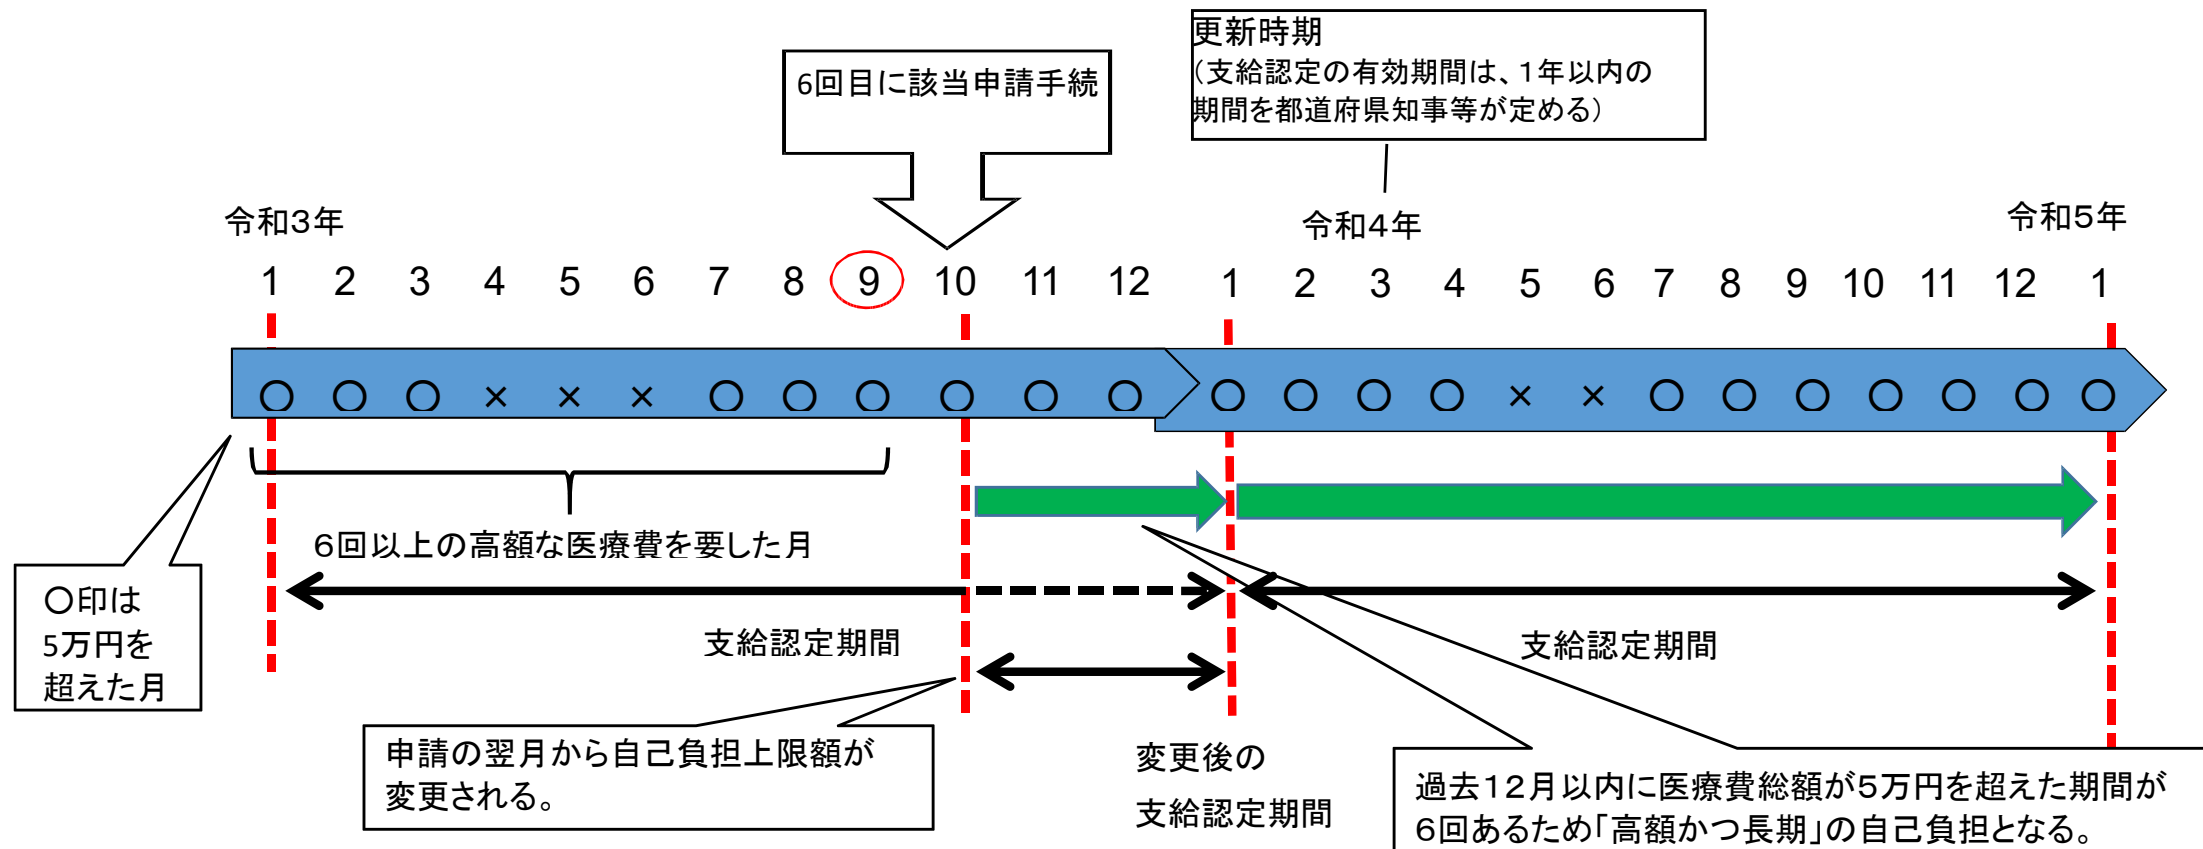 更新時期
(支給認定の有効期間は、1年以内の
期間を都道府県知事等が定める)
6回目に該当申請手続
令和3年
令和4年
令和5年
1 2 3 4 5 6 7 8 9 10 11 12 1 2 3 4 5 6 7 8 9 10 11 12 1
○ ○ ○ × × × ○ ○ ○ ○ ○ ○ ○ ○ ○ ○ × × ○ ○ ○ ○ ○ ○ ○
6回以上の高額な医療費を要した月
○印は
5万円を
超えた月
支給認定期間
支給認定期間
申請の翌月から自己負担上限額が
変更される。
変更後の
支給認定期間
過去12月以内に医療費総額が5万円を超えた期間が
6回あるため「高額かつ長期」の自己負担となる。